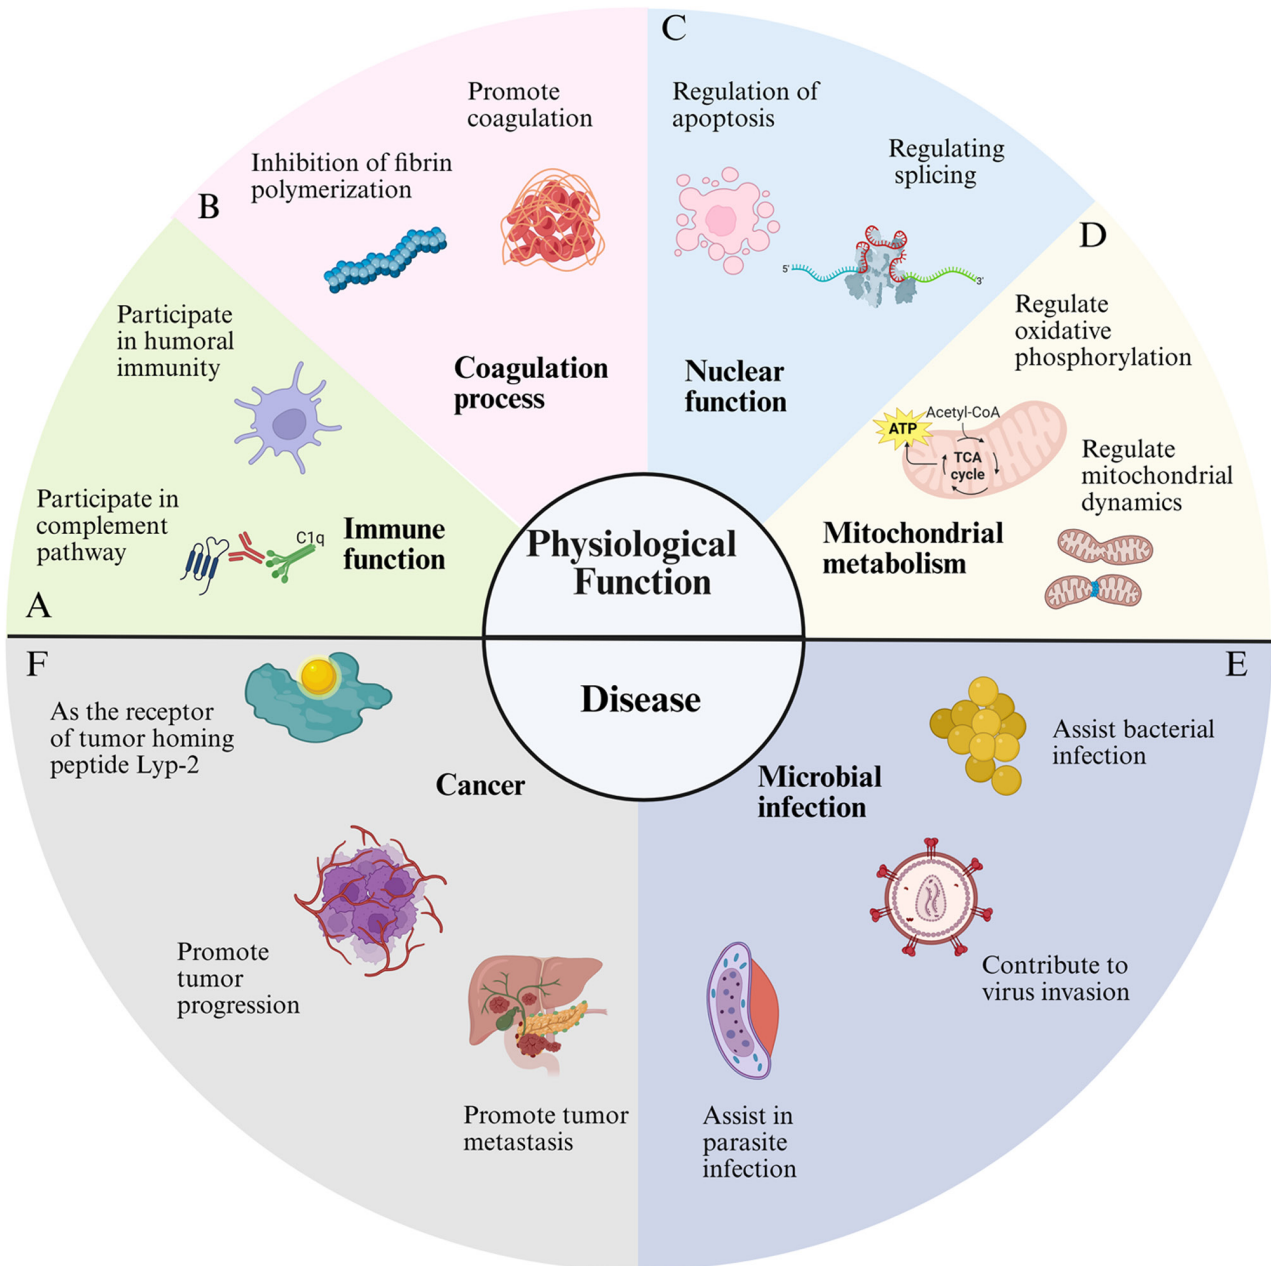 C
Promote
coagulation
Regulation of
apoptosis
Inhibition of fibrin
polymerization
Regulating
splicing
B
D
5'
3'
Participate
in humoral
immunity
Regulate
oxidative
phosphorylation
Coagulation
process
Nuclear
function
ATP
Acetyl-CoA
TCA
cycle
Regulate
mitochondrial
dynamics
Participate in
complement
pathway
C1q
Immune
function
Physiological
Function
Mitochondrial
metabolism
A
F
E
As the receptor
of tumor homing
peptide Lyp-2
Disease
Assist bacterial
infection
Cancer
Microbial
infection
Promote
tumor
progression
Contribute to
virus invasion
Promote tumor
metastasis
Assist in
parasite
infection